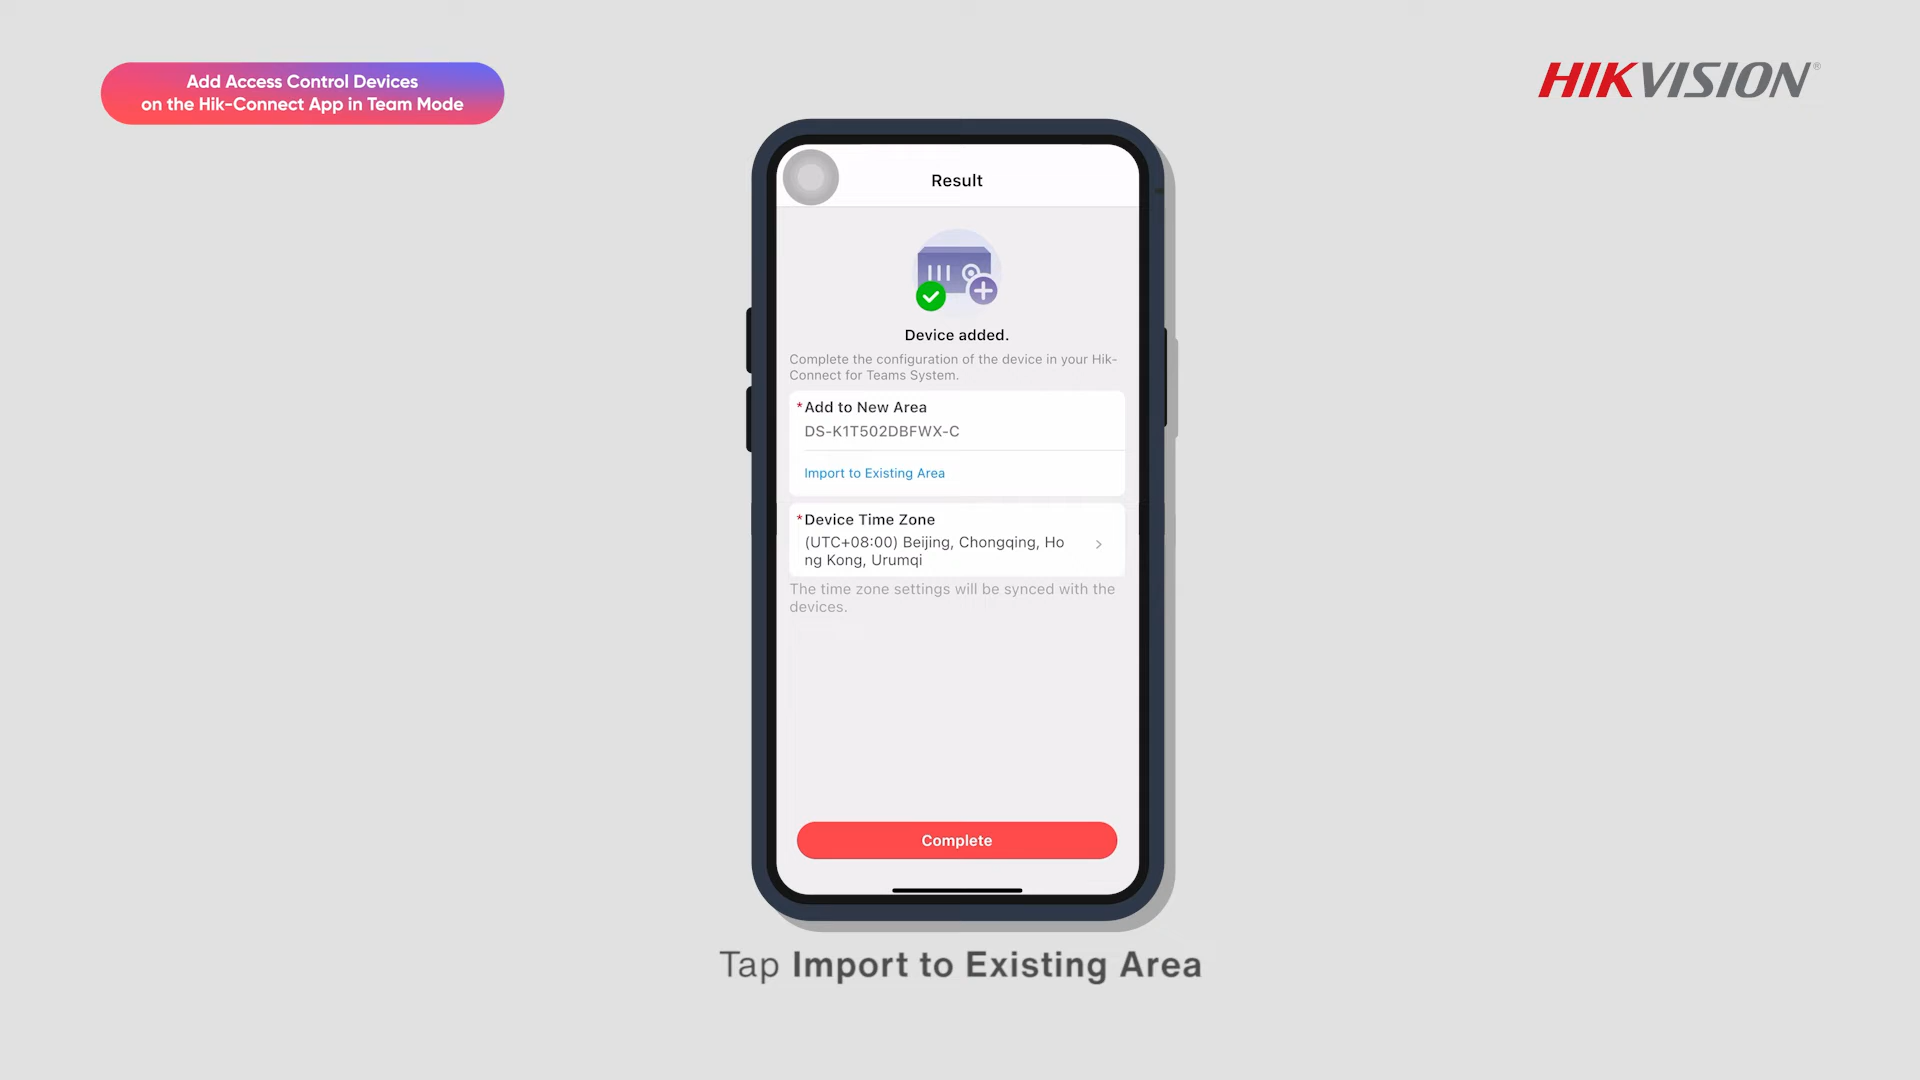 Add Access Control Devices
on the Hik-Connect App in Team Mode
HIKVISION®
Result
Device added.
Complete the configuration of the device in your Hik-
Connect for Teams System.
*Add to New Area
DS-K1T502DBFWX-C
Import to Existing Area
*Device Time Zone
(UTC+08:00) Beijing, Chongqing, Ho
ng Kong, Urumqi
The time zone settings will be synced with the
devices.
Complete
Tap Import to Existing Area